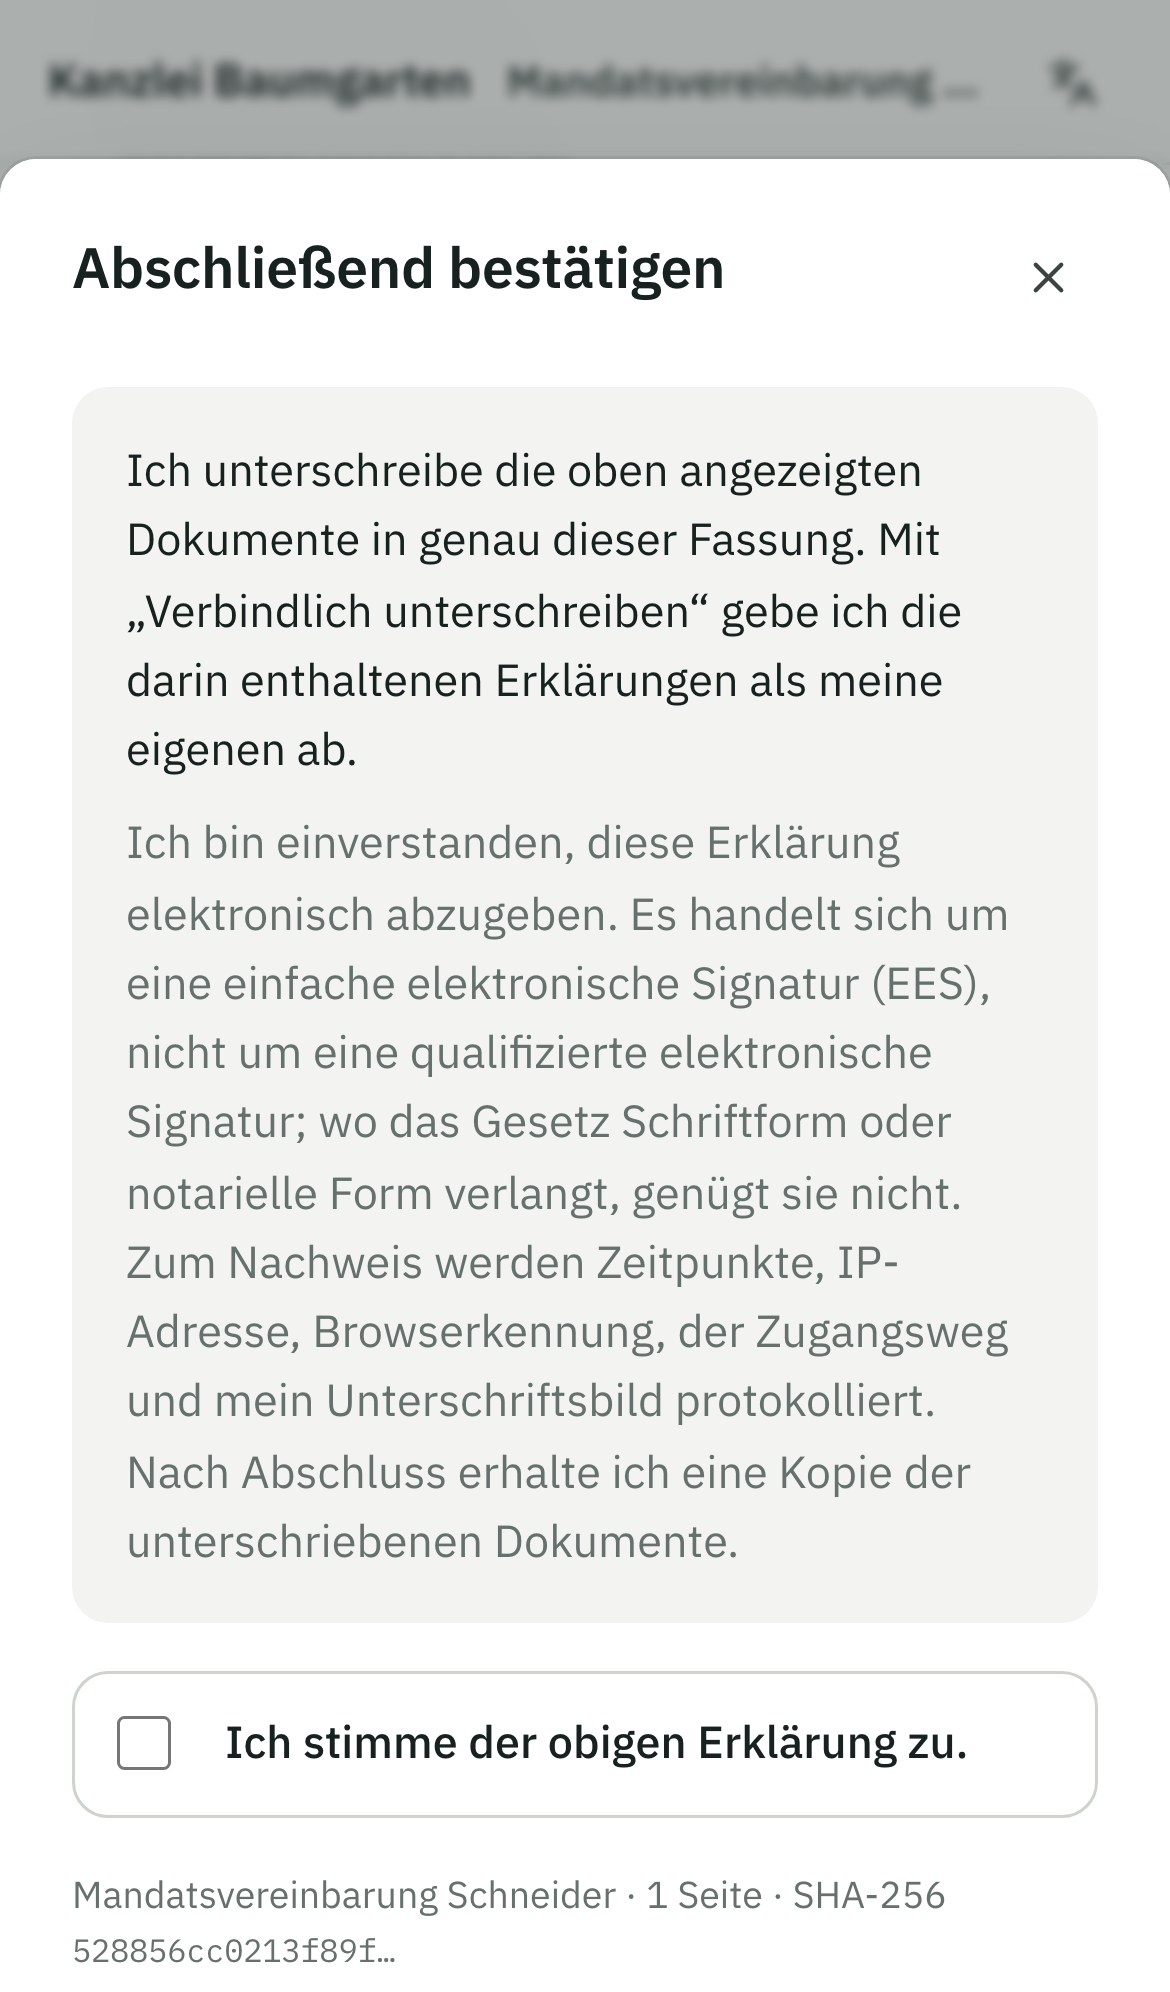 Kanzlei Baumgarten Mandatsvereinbarung ...
Abschließend bestätigen
Ich unterschreibe die oben angezeigten
Dokumente in genau dieser Fassung. Mit
„Verbindlich unterschreiben“ gebe ich die
darin enthaltenen Erklärungen als meine
eigenen ab.
Ich bin einverstanden, diese Erklärung
elektronisch abzugeben. Es handelt sich um
eine einfache elektronische Signatur (EES),
nicht um eine qualifizierte elektronische
Signatur; wo das Gesetz Schriftform oder
notarielle Form verlangt, genügt sie nicht.
Zum Nachweis werden Zeitpunkte, IP-
Adresse, Browserkennung, der Zugangsweg
und mein Unterschriftsbild protokolliert.
Nach Abschluss erhalte ich eine Kopie der
unterschriebenen Dokumente.
Ich stimme der obigen Erklärung zu.
Mandatsvereinbarung Schneider · 1 Seite · SHA-256
528856cc0213f89f…